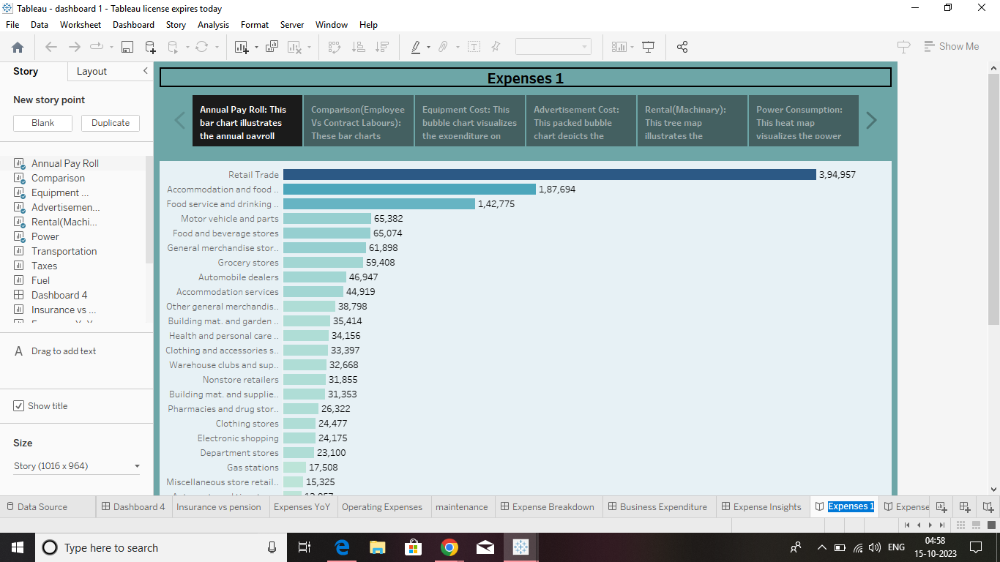 Tableau - dashboard 1 - Tableau license expires today
File Data Worksheet Dashboard Story Analysis Format Server Window Help
Show Me
Story Layout
New story point
Blank Duplicate
Annual Pay Roll
Comparison
Equipment ...
Advertisemen...
Rental(Machi...
Power
Transportation
Taxes
Fuel
Dashboard 4
Insurance vs ...
A Drag to add text
Show title
Size
Story (1016 x 964)
Expenses 1
Annual Pay Roll: This
bar chart illustrates
the annual payroll
Comparison(Employee
Vs Contract Labours):
These bar charts
Equipment Cost: This
bubble chart visualizes
the expenditure on
Advertisement Cost:
This packed bubble
chart depicts the
Rental(Machinary):
This tree map
illustrates the
Power Consumption:
This heat map
visualizes the power
Retail Trade 3,94,957
Accommodation and food .. 1,87,694
Food service and drinking .. 1,42,775
Motor vehicle and parts 65,382
Food and beverage stores 65,074
General merchandise stor.. 61,898
Grocery stores 59,408
Automobile dealers 46,947
Accommodation services 44,919
Other general merchandis.. 38,798
Building mat. and garden .. 35,414
Health and personal care .. 34,156
Clothing and accessories s.. 33,397
Warehouse clubs and sup.. 32,668
Nonstore retailers 31,855
Building mat. and supplie.. 31,353
Pharmacies and drug stor.. 26,322
Clothing stores 24,477
Electronic shopping 24,175
Department stores 23,100
Gas stations 17,508
Miscellaneous store retail.. 15,325
Data Source Dashboard 4 Insurance vs pension Expenses YoY Operating Expenses maintenance Expense Breakdown Business Expenditure Expense Insights Expenses 1 Expense
Type here to search
ENG
04:58
15-10-2023